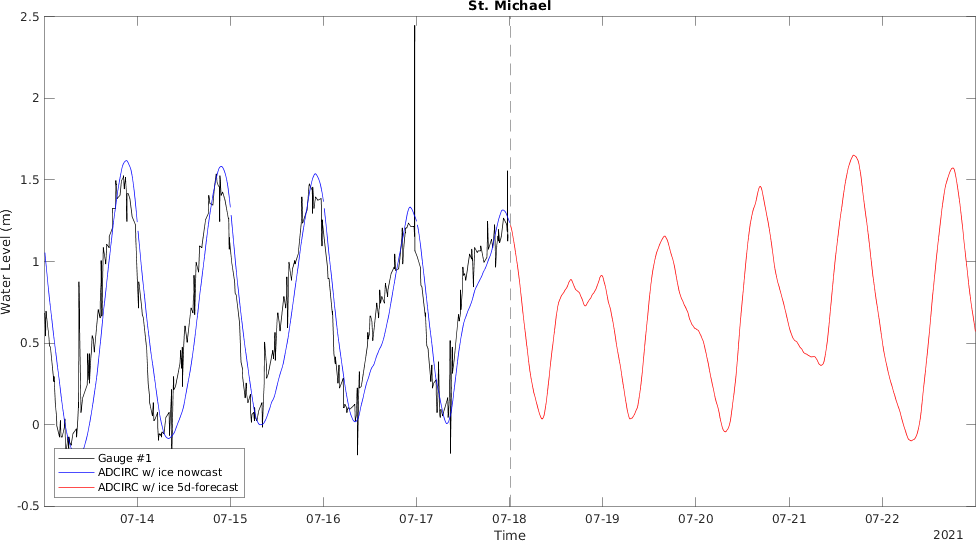 St. Michael
2.5
2
1.5
1
0.5
0
-0.5
Water Level (m)
Gauge #1
ADCIRC w/ ice nowcast
ADCIRC w/ ice 5d-forecast
07-14 07-15 07-16 07-17 07-18 07-19 07-20 07-21 07-22
Time
2021